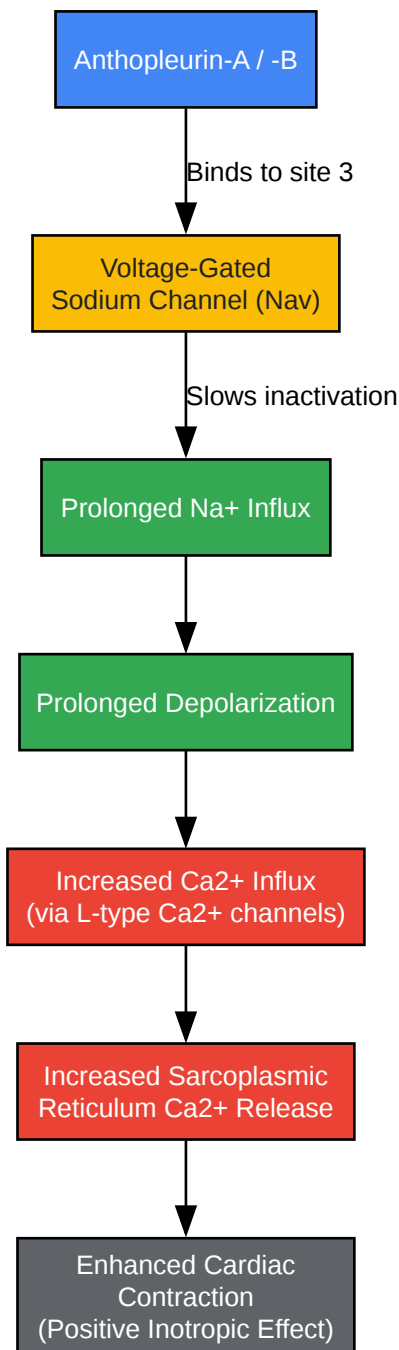 Anthopleurin-A / -B
Binds to site 3
Voltage-Gated
Sodium Channel (Nav)
Slows inactivation
Prolonged Na+ Influx
Prolonged Depolarization
Increased Ca2+ Influx
(via L-type Ca2+ channels)
Increased Sarcoplasmic
Reticulum Ca2+ Release
Enhanced Cardiac
Contraction
(Positive Inotropic Effect)